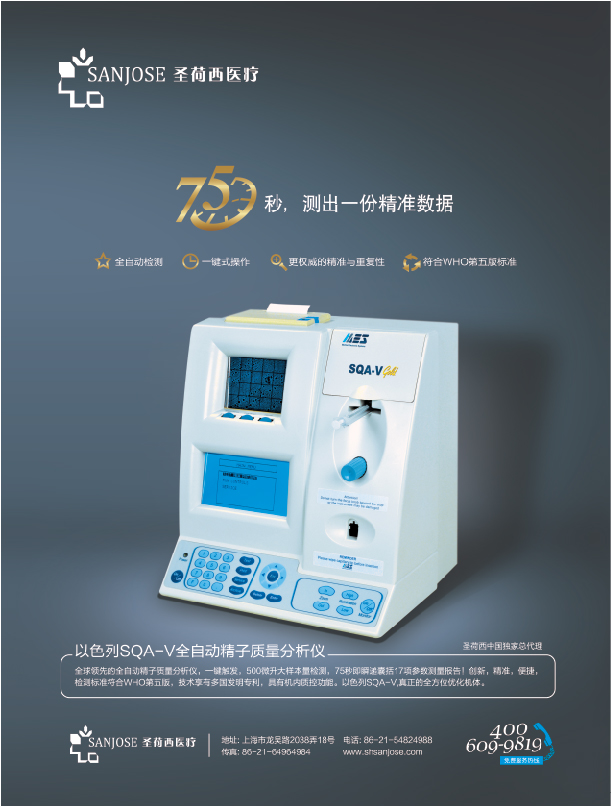 SANJOSE 圣荷西医疗
75秒，测出一份精准数据
全自动检测 一键式操作 更权威的精准与重复性 符合WHO第五版标准
MES
SQA-V Gold
以色列SQA-V全自动精子质量分析仪
圣荷西中国独家总代理
全球领先的全自动精子质量分析仪，一键触发，500微升大样本量检测，75秒即瞬递囊括17项参数测量报告！创新，精准，便捷，
检测标准符合WHO第五版，技术享有多国发明专利，具有机内质控功能。以色列SQA-V,真正的全方位优化机体。
SANJOSE 圣荷西医疗
地址：上海市龙吴路2038弄18号 电话：86-21-54824988
传真：86-21-64964984 www.shsanjose.com
400
609-9819
免费服务热线